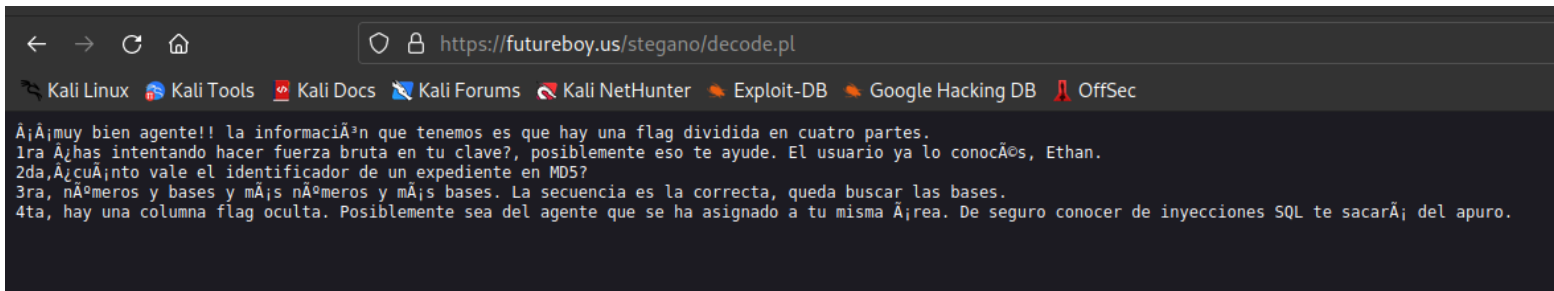 https://futureboy.us/stegano/decode.pl
Kali Linux Kali Tools Kali Docs Kali Forums Kali NetHunter Exploit-DB Google Hacking DB OffSec
Â¡Â¡muy bien agente!! la informaciÃ³n que tenemos es que hay una flag dividida en cuatro partes.
1ra Â¿has intentando hacer fuerza bruta en tu clave?, posiblemente eso te ayude. El usuario ya lo conocÃ©s, Ethan.
2da,Â¿cuÃ¡nto vale el identificador de un expediente en MD5?
3ra, nÃºmeros y bases y mÃ¡s nÃºmeros y mÃ¡s bases. La secuencia es la correcta, queda buscar las bases.
4ta, hay una columna flag oculta. Posiblemente sea del agente que se ha asignado a tu misma Ã¡rea. De seguro conocer de inyecciones SQL te sacarÃ¡ del apuro.